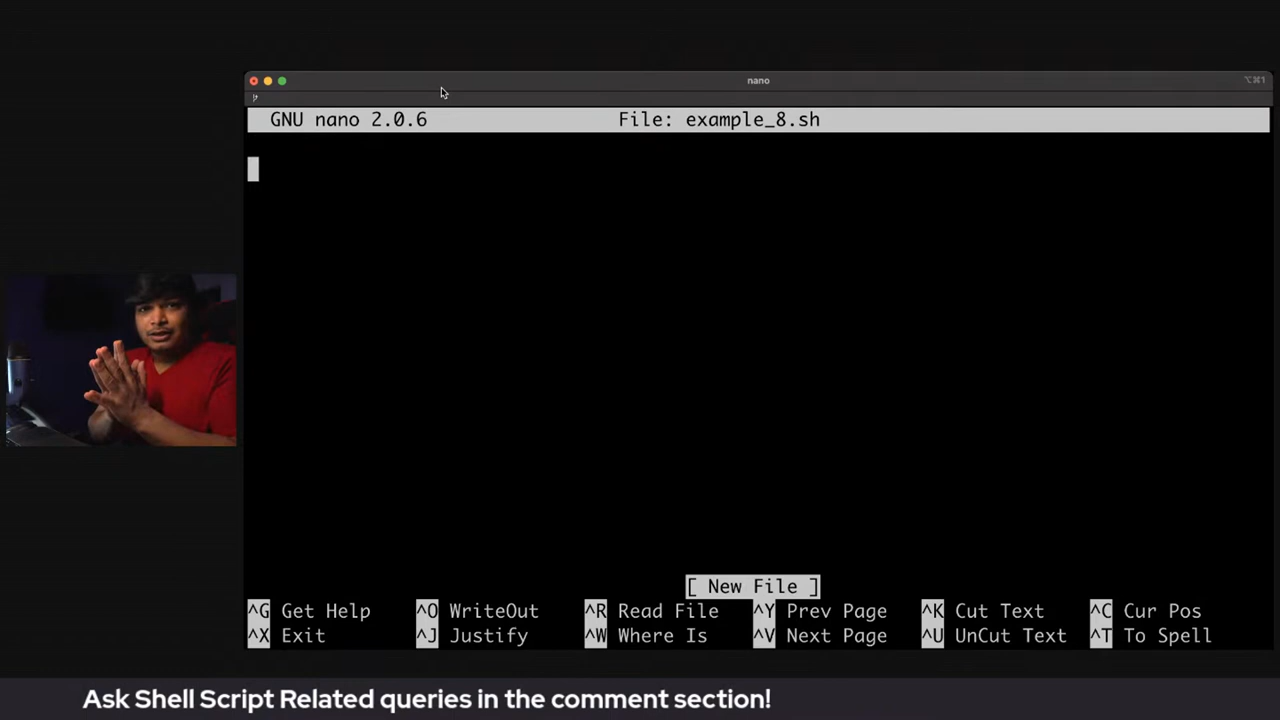 nano
⌥⌘1
GNU nano 2.0.6 File: example_8.sh
[ New File ]
^G Get Help ^O WriteOut ^R Read File ^Y Prev Page ^K Cut Text ^C Cur Pos
^X Exit ^J Justify ^W Where Is ^V Next Page ^U UnCut Text ^T To Spell
Ask Shell Script Related queries in the comment section!